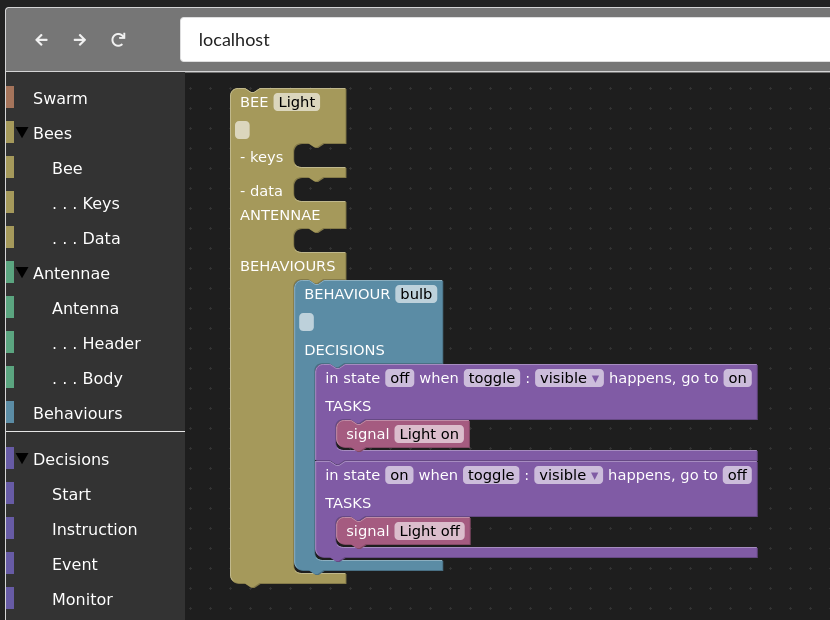 localhost
Swarm
Bees
Bee
. . . Keys
. . . Data
Antennae
Antenna
. . . Header
. . . Body
Behaviours
Decisions
Start
Instruction
Event
Monitor
BEE Light
- keys
- data
ANTENNAE
BEHAVIOURS
BEHAVIOUR bulb
DECISIONS
in state off when toggle : visible ▾ happens, go to on
TASKS
signal Light on
in state on when toggle : visible ▾ happens, go to off
TASKS
signal Light off